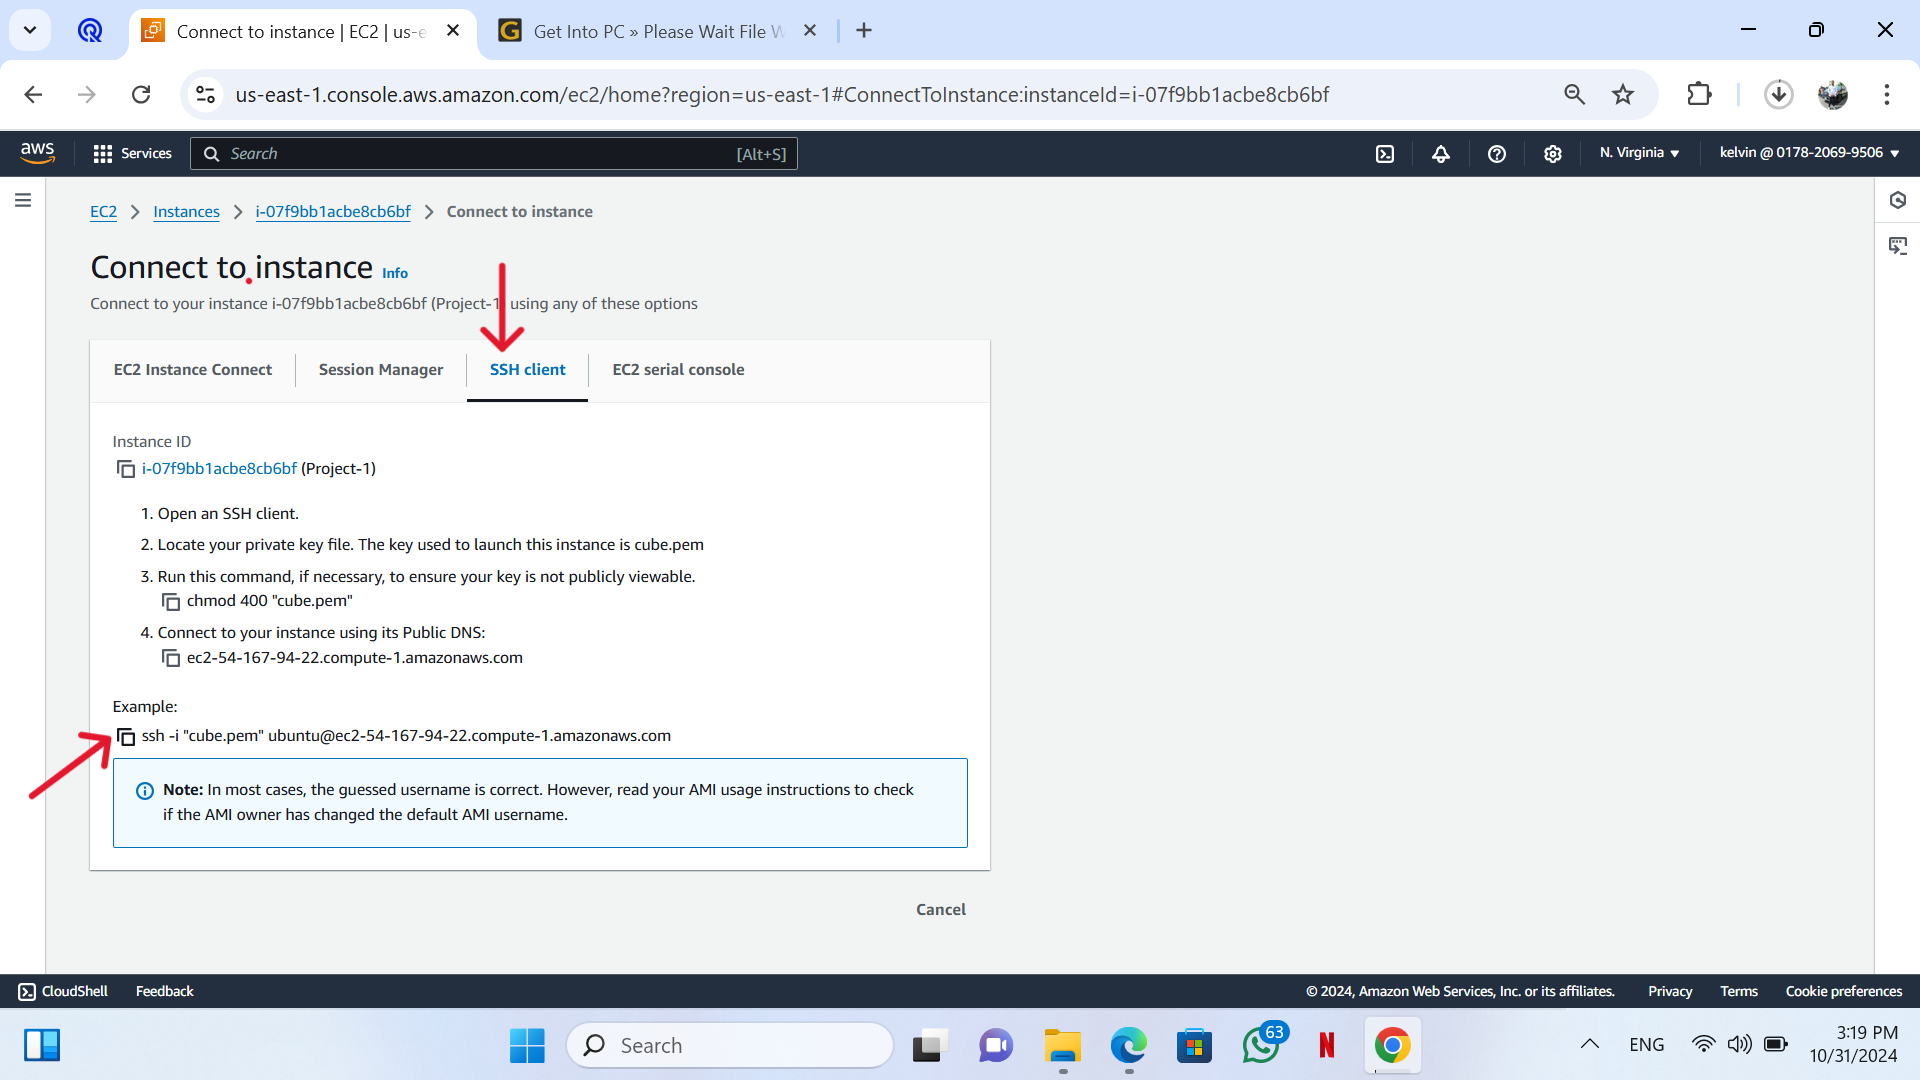 Connect to instance | EC2 | us-e
Get Into PC » Please Wait File W
us-east-1.console.aws.amazon.com/ec2/home?region=us-east-1#ConnectToInstance:instanceId=i-07f9bb1acbe8cb6bf
aws
Services
Search
[Alt+S]
N. Virginia
kelvin @ 0178-2069-9506
EC2
Instances
i-07f9bb1acbe8cb6bf
Connect to instance
Connect to instance Info
Connect to your instance i-07f9bb1acbe8cb6bf (Project-1) using any of these options
EC2 Instance Connect
Session Manager
SSH client
EC2 serial console
Instance ID
i-07f9bb1acbe8cb6bf (Project-1)
1. Open an SSH client.
2. Locate your private key file. The key used to launch this instance is cube.pem
3. Run this command, if necessary, to ensure your key is not publicly viewable.
chmod 400 "cube.pem"
4. Connect to your instance using its Public DNS:
ec2-54-167-94-22.compute-1.amazonaws.com
Example:
ssh -i "cube.pem" ubuntu@ec2-54-167-94-22.compute-1.amazonaws.com
Note: In most cases, the guessed username is correct. However, read your AMI usage instructions to check
if the AMI owner has changed the default AMI username.
Cancel
CloudShell
Feedback
© 2024, Amazon Web Services, Inc. or its affiliates.
Privacy
Terms
Cookie preferences
Search
63
N
ENG
3:19 PM
10/31/2024